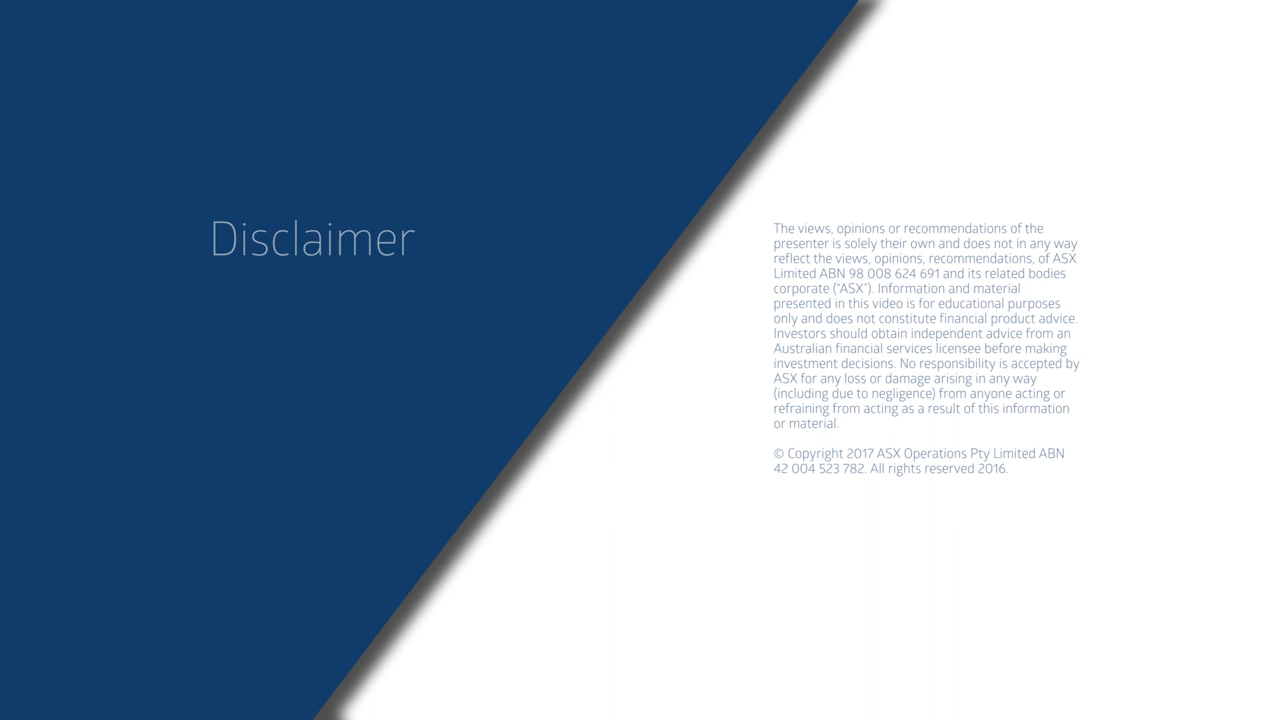 Disclaimer
The views, opinions or recommendations of the
presenter is solely their own and does not in any way
reflect the views, opinions, recommendations, of ASX
Limited ABN 98 008 624 691 and its related bodies
corporate ("ASX"). Information and material
presented in this video is for educational purposes
only and does not constitute financial product advice.
Investors should obtain independent advice from an
Australian financial services licensee before making
investment decisions. No responsibility is accepted by
ASX for any loss or damage arising in any way
(including due to negligence) from anyone acting or
refraining from acting as a result of this information
or material.
© Copyright 2017 ASX Operations Pty Limited ABN
42 004 523 782. All rights reserved 2016.